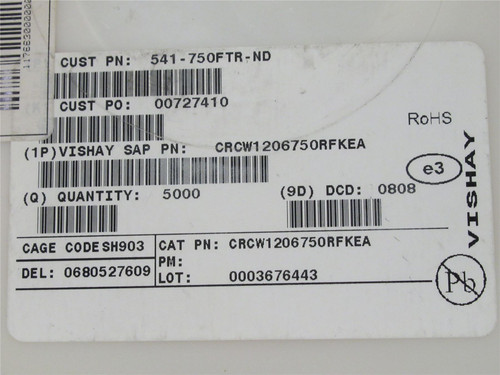 CUST PN: 541-750FTR-ND
CUST PO: 00727410
RoHS
(1P)VISHAY SAP PN: CRCW1206750RFKEA
e3
VISHAY
(Q) QUANTITY: 5000 (9D) DCD: 0808
CAGE CODESH903 CAT PN: CRCW1206750RFKEA
PM:
DEL: 0680527609 LOT: 0003676443
Pb